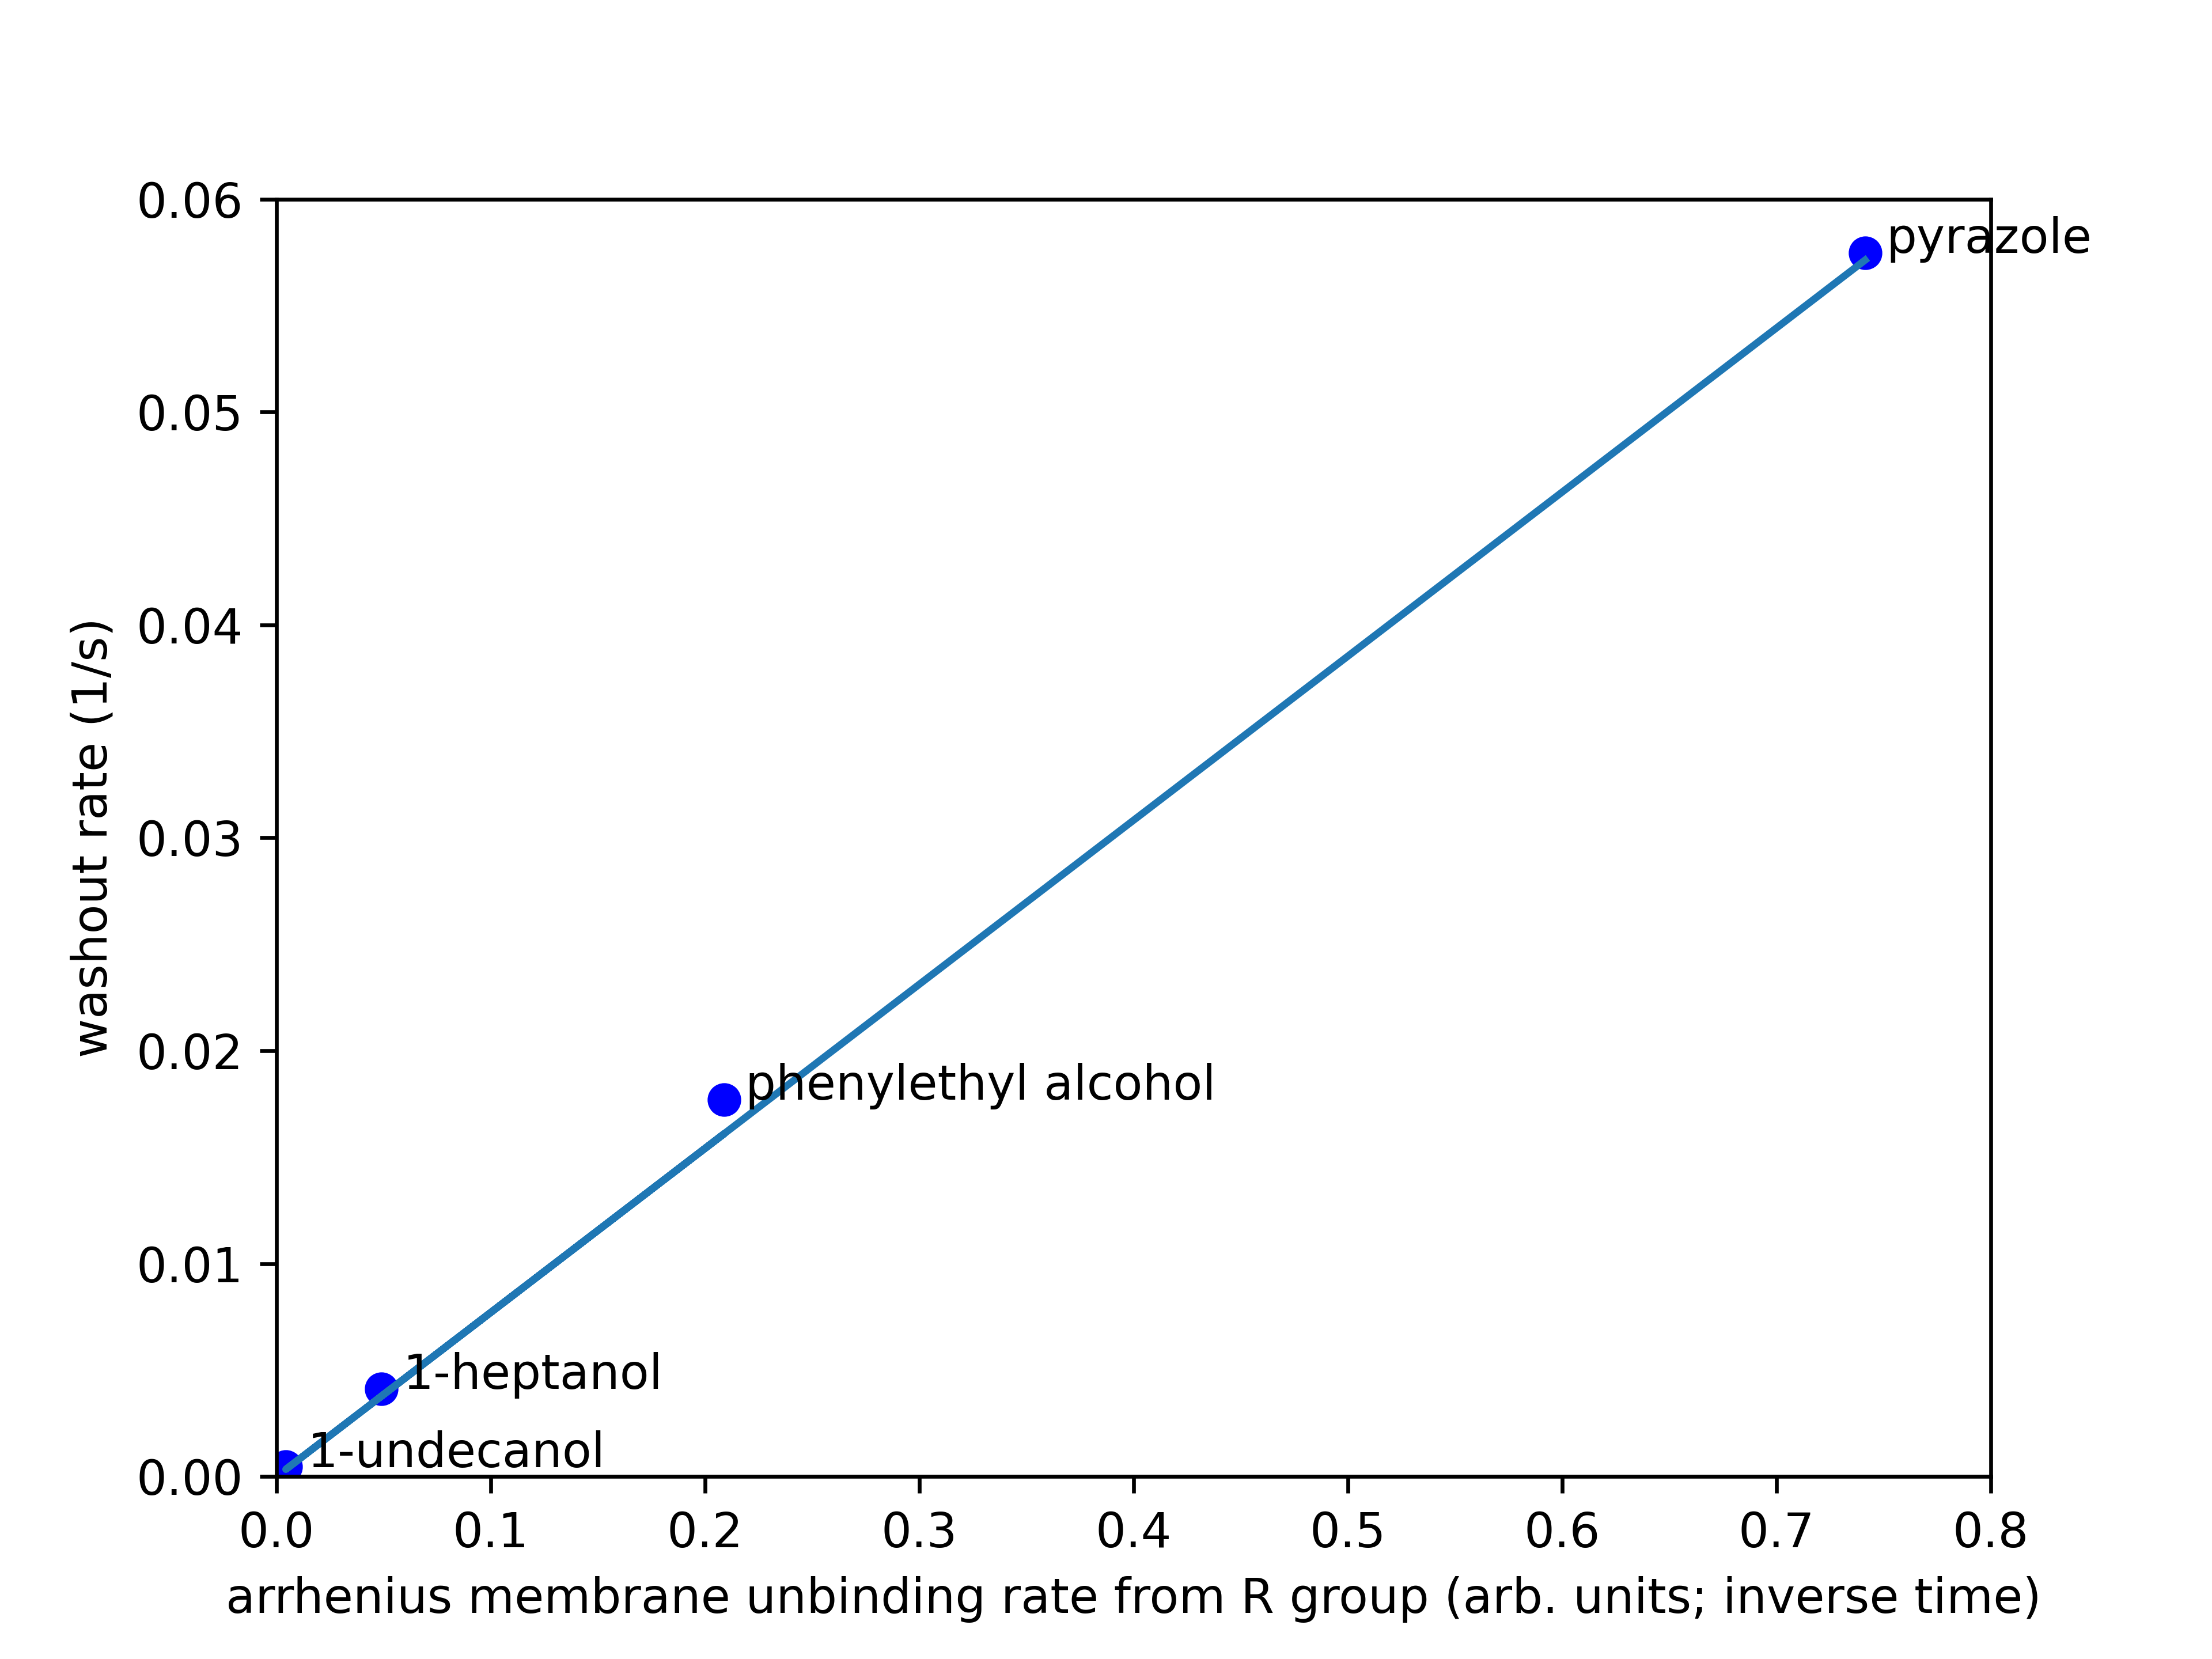 0.06
pyrazole
0.05
0.04
washout rate (1/s)
0.03
0.02
phenylethyl alcohol
0.01
1-heptanol
1-undecanol
0.00
0.0 0.1 0.2 0.3 0.4 0.5 0.6 0.7 0.8
arrhenius membrane unbinding rate from R group (arb. units; inverse time)